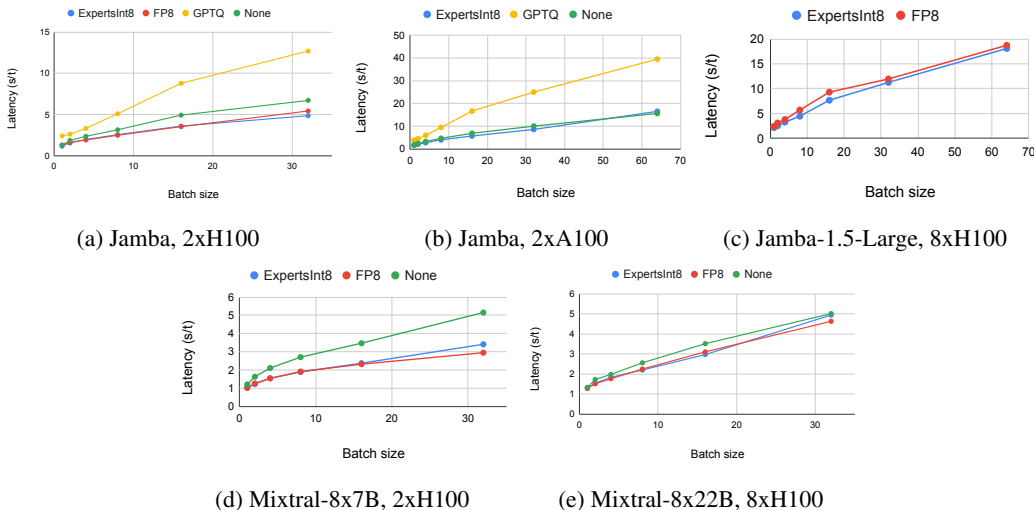 ExpertsInt8 FP8 GPTQ None
Latency (s/t)
15
10
5
0
0 10 20 30
Batch size
(a) Jamba, 2xH100
ExpertsInt8 GPTQ None
Latency (s/t)
50
40
30
20
10
0
0 10 20 30 40 50 60 70
Batch size
(b) Jamba, 2xA100
ExpertsInt8 FP8
Latency (s/t)
20
15
10
5
0
0 10 20 30 40 50 60 70
Batch size
(c) Jamba-1.5-Large, 8xH100
ExpertsInt8 FP8 None
Latency (s/t)
6
5
4
3
2
1
0
0 10 20 30
Batch size
(d) Mixtral-8x7B, 2xH100
ExpertsInt8 FP8 None
Latency (s/t)
6
5
4
3
2
1
0
0 10 20 30
Batch size
(e) Mixtral-8x22B, 8xH100